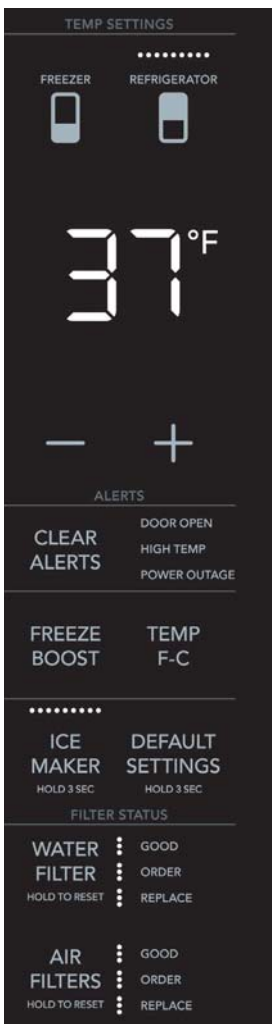 TEMP SETTINGS
FREEZER REFRIGERATOR
37°F
− +
ALERTS
CLEAR ALERTS
DOOR OPEN
HIGH TEMP
POWER OUTAGE
FREEZE BOOST
TEMP F-C
ICE MAKER
HOLD 3 SEC
DEFAULT SETTINGS
HOLD 3 SEC
FILTER STATUS
WATER FILTER
HOLD TO RESET
GOOD
ORDER
REPLACE
AIR FILTERS
HOLD TO RESET
GOOD
ORDER
REPLACE